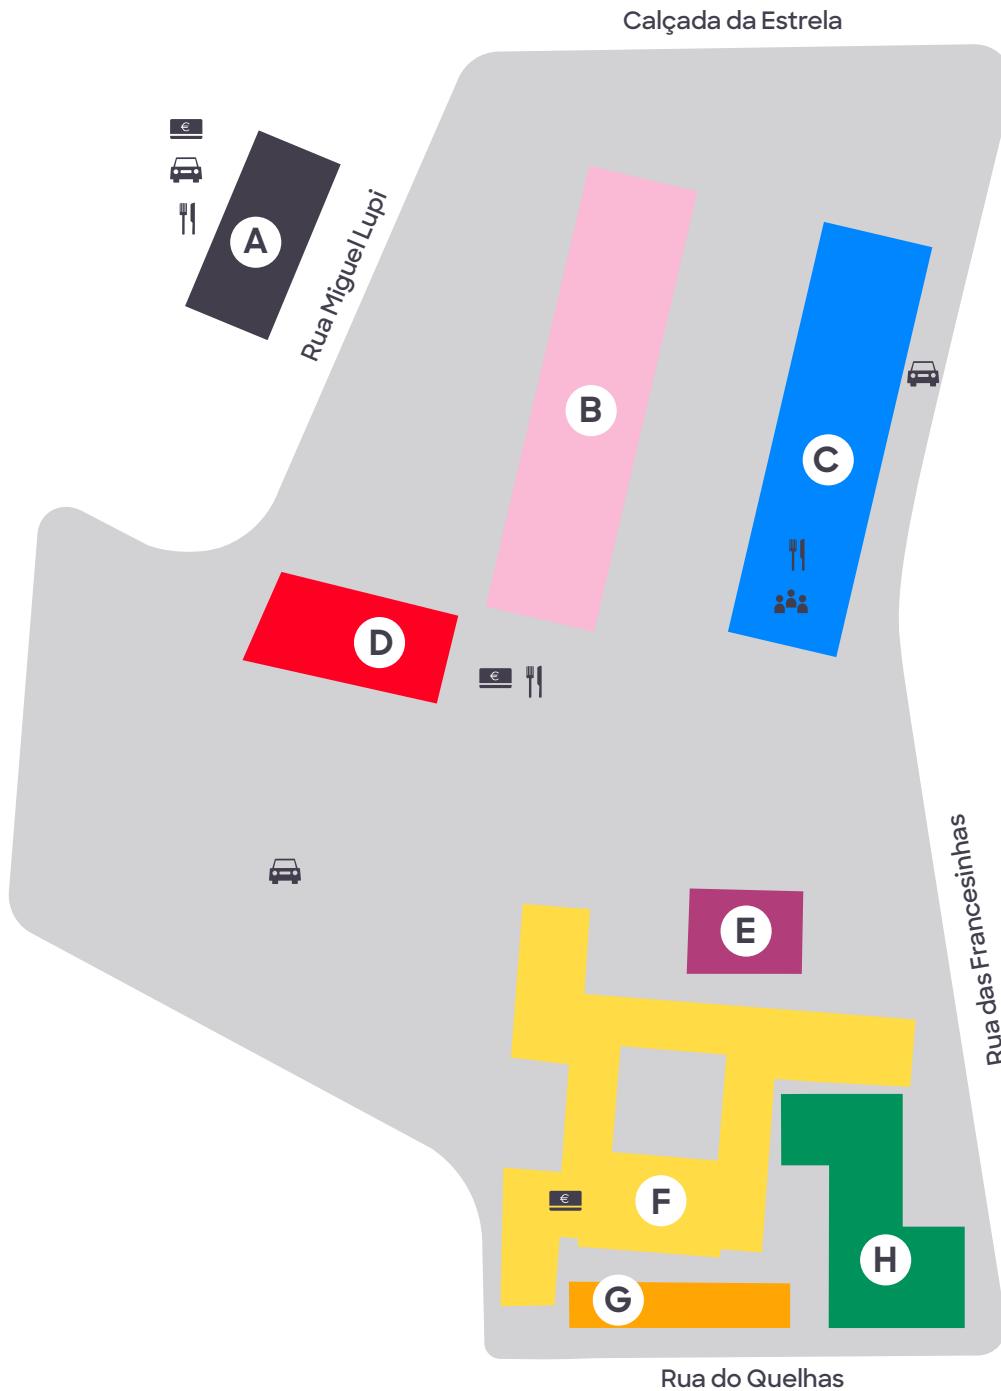 Calçada da Estrela
€
A
Rua Miguel Lupi
B
C
D
€
E
Rua das Francesinhas
€
F
H
G
Rua do Quelhas